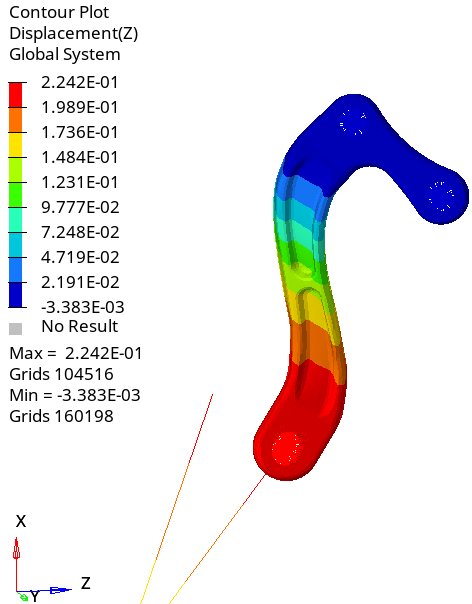 Contour Plot
Displacement(Z)
Global System
2.242E-01
1.989E-01
1.736E-01
1.484E-01
1.231E-01
9.777E-02
7.248E-02
4.719E-02
2.191E-02
-3.383E-03
No Result
Max = 2.242E-01
Grids 104516
Min = -3.383E-03
Grids 160198
X
Z
Y